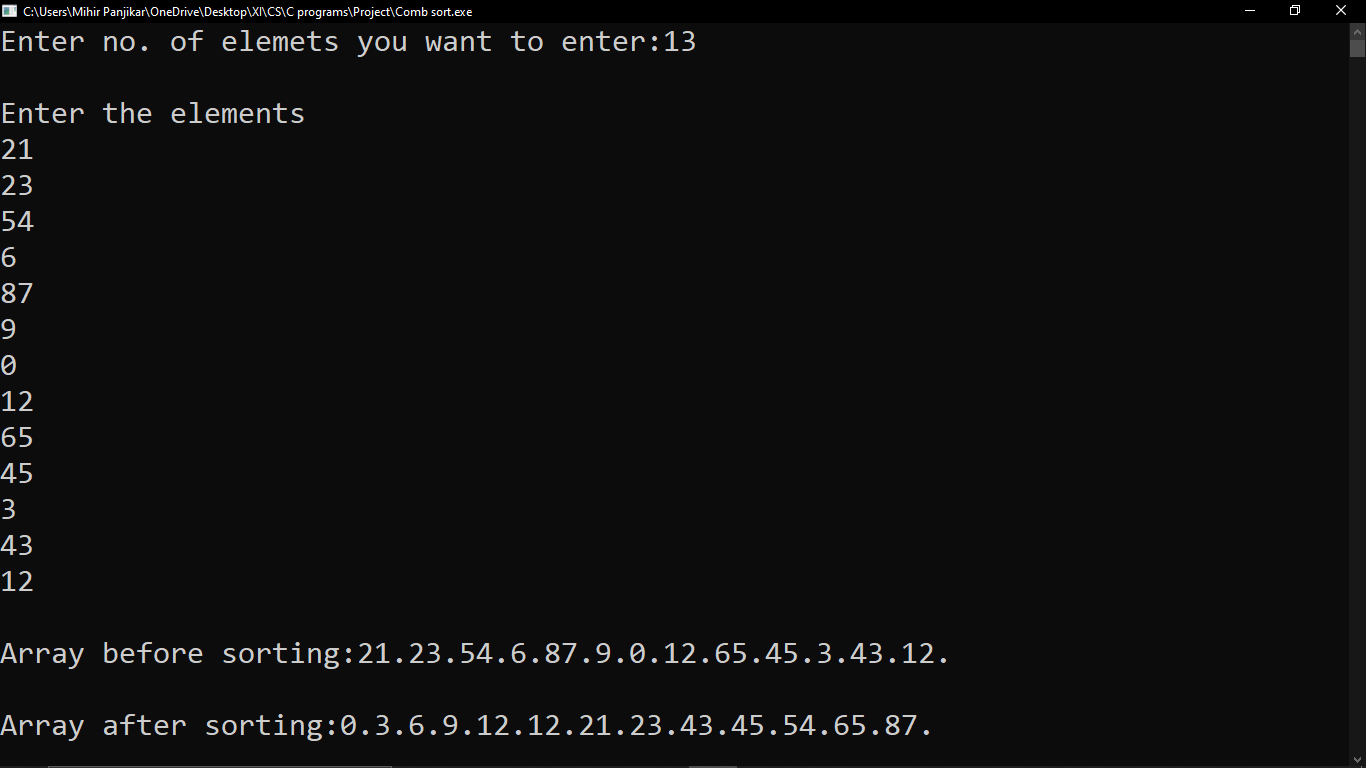 C:\Users\Mihir Panjikar\OneDrive\Desktop\XI\CS\C programs\Project\Comb sort.exe
Enter no. of elemets you want to enter:13
Enter the elements
21
23
54
6
87
9
0
12
65
45
3
43
12
Array before sorting:21.23.54.6.87.9.0.12.65.45.3.43.12.
Array after sorting:0.3.6.9.12.12.21.23.43.45.54.65.87.